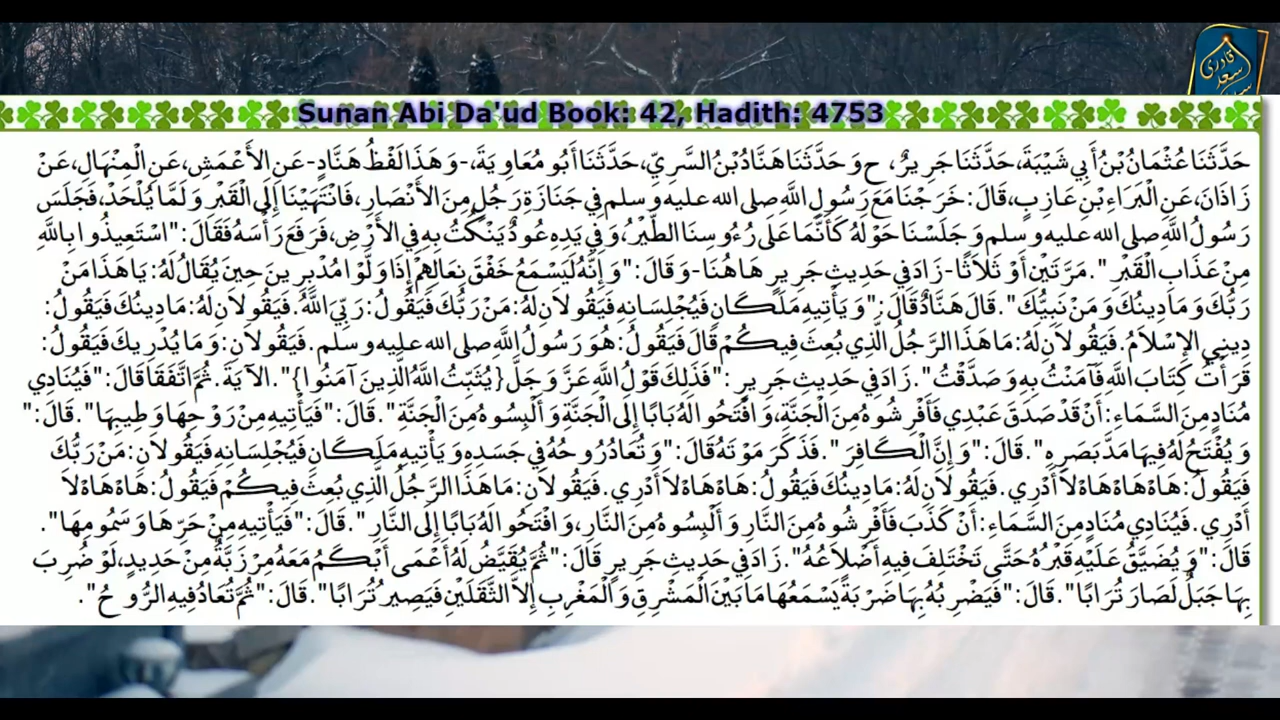 Sunan Abi Da'ud Book: 42, Hadith: 4753
حَدَّثَنَا عُثْمَانُ بْنُ أَبِي شَيْبَةَ، حَدَّثَنَا جَرِيرٌ، ح وَحَدَّثَنَا هَنَّادُ بْنُ السَّرِيِّ، حَدَّثَنَا أَبُو مُعَاوِيَةَ، - وَهَذَا لَفْظُ هَنَّادٍ - عَنِ الأَعْمَشِ، عَنِ الْمِنْهَالِ، عَنْ
زَاذَانَ، عَنِ الْبَرَاءِ بْنِ عَازِبٍ، قَالَ: خَرَجْنَا مَعَ رَسُولِ اللَّهِ صلى الله عليه وسلم فِي جَنَازَةِ رَجُلٍ مِنَ الأَنْصَارِ، فَانْتَهَيْنَا إِلَى الْقَبْرِ وَلَمَّا يُلْحَدْ، فَجَلَسَ
رَسُولُ اللَّهِ صلى الله عليه وسلم وَجَلَسْنَا حَوْلَهُ كَأَنَّمَا عَلَى رُءُوسِنَا الطَّيْرُ، وَفِي يَدِهِ عُودٌ يَنْكُتُ بِهِ فِي الأَرْضِ، فَرَفَعَ رَأْسَهُ فَقَالَ: "اسْتَعِيذُوا بِاللَّهِ
مِنْ عَذَابِ الْقَبْرِ". مَرَّتَيْنِ أَوْ ثَلاَثًا - زَادَ فِي حَدِيثِ جَرِيرٍ هَا هُنَا - وَقَالَ: "وَإِنَّهُ لَيَسْمَعُ خَفْقَ نِعَالِهِمْ إِذَا وَلَّوْا مُدْبِرِينَ حِينَ يُقَالُ لَهُ: يَا هَذَا مَنْ
رَبُّكَ وَمَا دِينُكَ وَمَنْ نَبِيُّكَ". قَالَ هَنَّادٌ قَالَ: "وَيَأْتِيهِ مَلَكَانِ فَيُجْلِسَانِهِ فَيَقُولاَنِ لَهُ: مَنْ رَبُّكَ فَيَقُولُ: رَبِّيَ اللَّهُ. فَيَقُولاَنِ لَهُ: مَا دِينُكَ فَيَقُولُ:
دِينِي الإِسْلاَمُ. فَيَقُولاَنِ لَهُ: مَا هَذَا الرَّجُلُ الَّذِي بُعِثَ فِيكُمْ قَالَ فَيَقُولُ: هُوَ رَسُولُ اللَّهِ صلى الله عليه وسلم. فَيَقُولاَنِ: وَمَا يُدْرِيكَ فَيَقُولُ:
قَرَأْتُ كِتَابَ اللَّهِ فَآمَنْتُ بِهِ وَصَدَّقْتُ". زَادَ فِي حَدِيثِ جَرِيرٍ: "فَذَلِكَ قَوْلُ اللَّهِ عَزَّ وَجَلَّ {يُثَبِّتُ اللَّهُ الَّذِينَ آمَنُوا}". الآيَةَ. ثُمَّ اتَّفَقَا قَالَ: "فَيُنَادِي
مُنَادٍ مِنَ السَّمَاءِ: أَنْ قَدْ صَدَقَ عَبْدِي فَأَفْرِشُوهُ مِنَ الْجَنَّةِ، وَافْتَحُوا لَهُ بَابًا إِلَى الْجَنَّةِ وَأَلْبِسُوهُ مِنَ الْجَنَّةِ". قَالَ: "فَيَأْتِيهِ مِنْ رَوْحِهَا وَطِيبِهَا". قَالَ: "
وَيُفْتَحُ لَهُ فِيهَا مَدَّ بَصَرِهِ". قَالَ: "وَإِنَّ الْكَافِرَ". فَذَكَرَ مَوْتَهُ قَالَ: "وَتُعَادُ رُوحُهُ فِي جَسَدِهِ وَيَأْتِيهِ مَلَكَانِ فَيُجْلِسَانِهِ فَيَقُولاَنِ: مَنْ رَبُّكَ
فَيَقُولُ: هَاهْ هَاهْ هَاهْ لاَ أَدْرِي. فَيَقُولاَنِ لَهُ: مَا دِينُكَ فَيَقُولُ: هَاهْ هَاهْ لاَ أَدْرِي. فَيَقُولاَنِ: مَا هَذَا الرَّجُلُ الَّذِي بُعِثَ فِيكُمْ فَيَقُولُ: هَاهْ هَاهْ لاَ
أَدْرِي. فَيُنَادِي مُنَادٍ مِنَ السَّمَاءِ: أَنْ كَذَبَ فَأَفْرِشُوهُ مِنَ النَّارِ وَأَلْبِسُوهُ مِنَ النَّارِ، وَافْتَحُوا لَهُ بَابًا إِلَى النَّارِ". قَالَ: "فَيَأْتِيهِ مِنْ حَرِّهَا وَسَمُومِهَا".
قَالَ: "وَيُضَيَّقُ عَلَيْهِ قَبْرُهُ حَتَّى تَخْتَلِفَ فِيهِ أَضْلاَعُهُ". زَادَ فِي حَدِيثِ جَرِيرٍ قَالَ: "ثُمَّ يُقَيَّضُ لَهُ أَعْمَى أَبْكَمُ مَعَهُ مِرْزَبَّةٌ مِنْ حَدِيدٍ، لَوْ ضُرِبَ
بِهَا جَبَلٌ لَصَارَ تُرَابًا". قَالَ: "فَيَضْرِبُهُ بِهَا ضَرْبَةً يَسْمَعُهَا مَا بَيْنَ الْمَشْرِقِ وَالْمَغْرِبِ إِلاَّ الثَّقَلَيْنِ فَيَصِيرُ تُرَابًا". قَالَ: "ثُمَّ تُعَادُ فِيهِ الرُّوحُ".